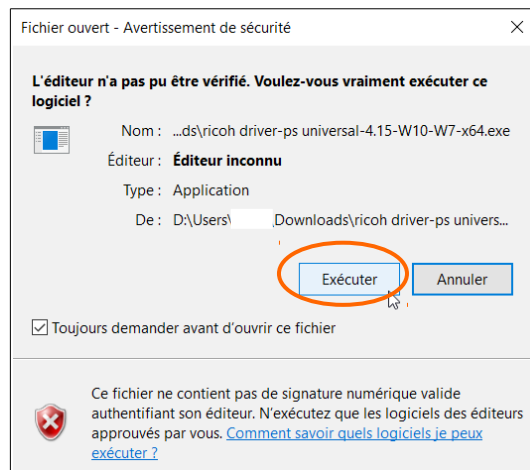 Fichier ouvert - Avertissement de sécurité
L'éditeur n'a pas pu être vérifié. Voulez-vous vraiment exécuter ce
logiciel ?
Nom : ...ds\ricoh driver-ps universal-4.15-W10-W7-x64.exe
Éditeur : Éditeur inconnu
Type : Application
De : D:\Users\ Downloads\ricoh driver-ps univers...
Exécuter Annuler
Toujours demander avant d'ouvrir ce fichier
Ce fichier ne contient pas de signature numérique valide
authentifiant son éditeur. N'exécutez que les logiciels des éditeurs
approuvés par vous. Comment savoir quels logiciels je peux
exécuter ?